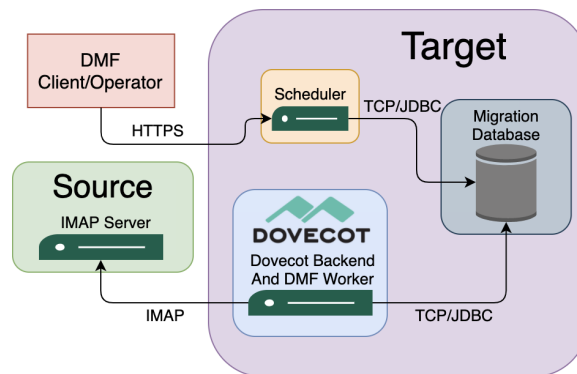 DMF
Client/Operator
Target
Scheduler
TCP/JDBC
HTTPS
Migration
Database
Source
IMAP Server
DOVECOT
Dovecot Backend
And DMF Worker
IMAP
TCP/JDBC